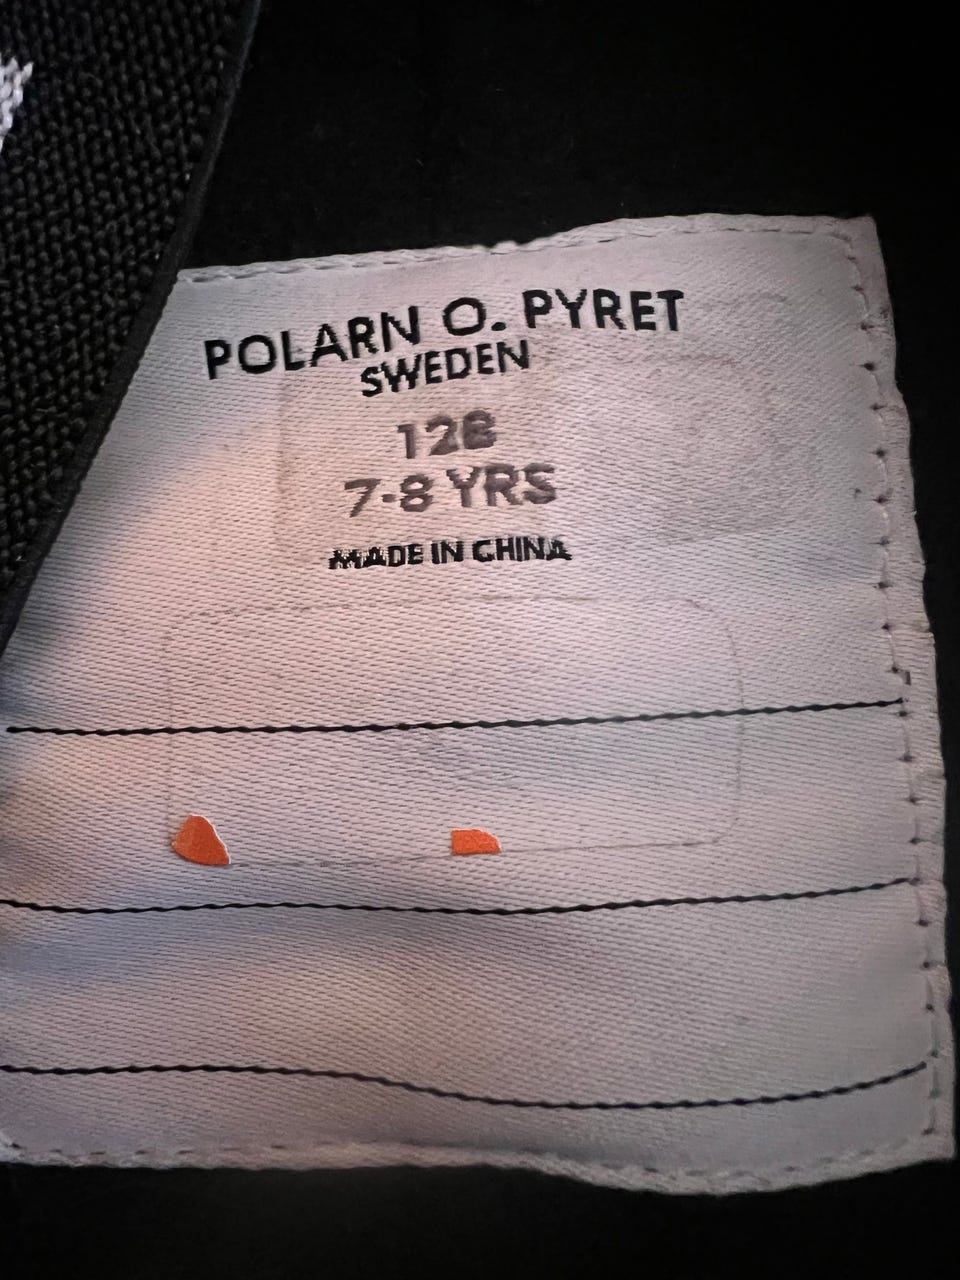 POLARN O. PYRET
SWEDEN
128
7-8 YRS
MADE IN CHINA